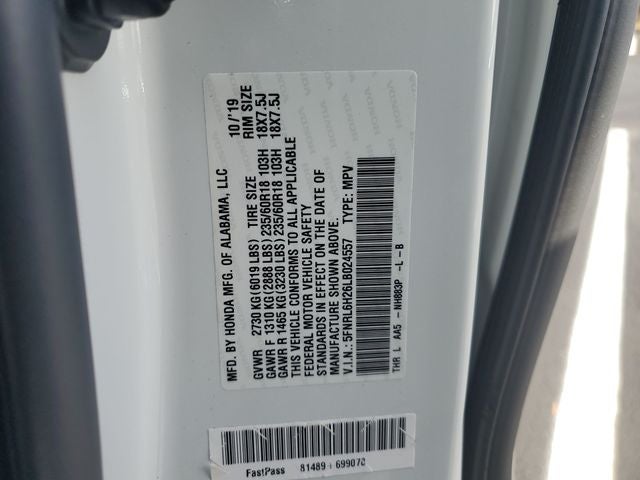 MFD. BY HONDA MFG. OF ALABAMA, LLC 10/'19
GVWR 2730 KG(6019 LBS) TIRE SIZE RIM SIZE
GAWR F 1310 KG(2888 LBS) 235/60R18 103H 18X7.5J
GAWR R 1465 KG(3230 LBS) 235/60R18 103H 18X7.5J
THIS VEHICLE CONFORMS TO ALL APPLICABLE
FEDERAL MOTOR VEHICLE SAFETY
STANDARDS IN EFFECT ON THE DATE OF
MANUFACTURE SHOWN ABOVE.
V.I.N.: 5FNRL6H26LB024557 TYPE: MPV
THR L AA5 - NH883P -L -B
FastPass 81489 - 699070